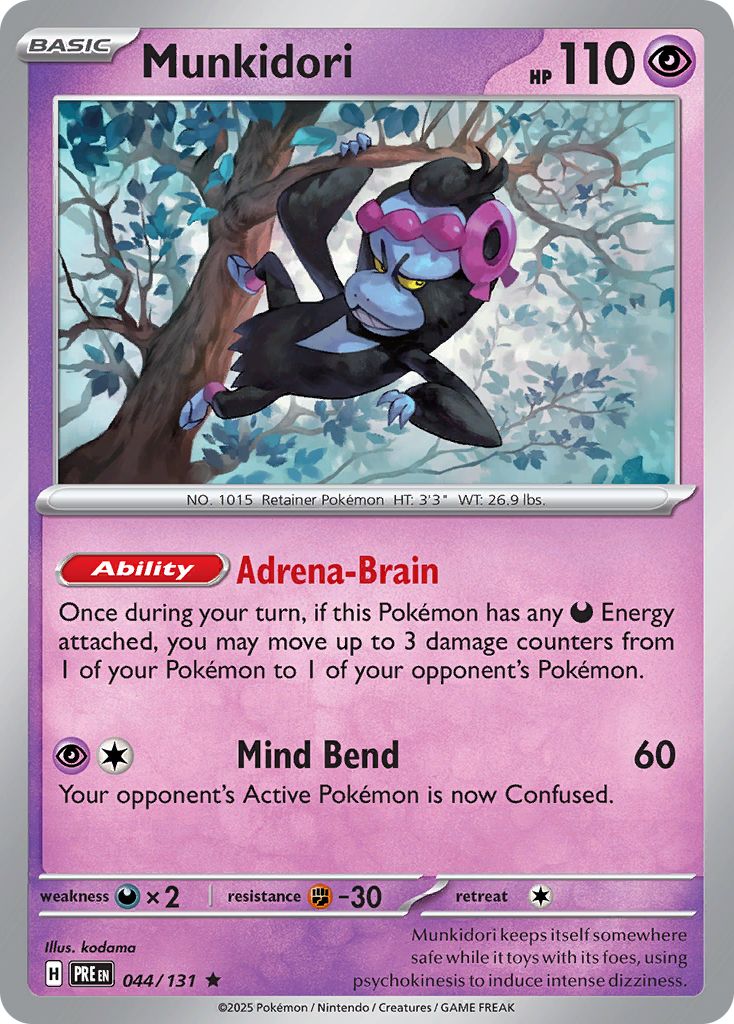 BASIC
Munkidori
HP 110
NO. 1015 Retainer Pokémon HT: 3'3" WT: 26.9 lbs.
Ability Adrena-Brain
Once during your turn, if this Pokémon has any Energy
attached, you may move up to 3 damage counters from
1 of your Pokémon to 1 of your opponent's Pokémon.
Mind Bend 60
Your opponent's Active Pokémon is now Confused.
weakness ×2 resistance -30 retreat
Illus. kodama
H PRE EN 044/131 ★
Munkidori keeps itself somewhere
safe while it toys with its foes, using
psychokinesis to induce intense dizziness.
©2025 Pokémon / Nintendo / Creatures / GAME FREAK